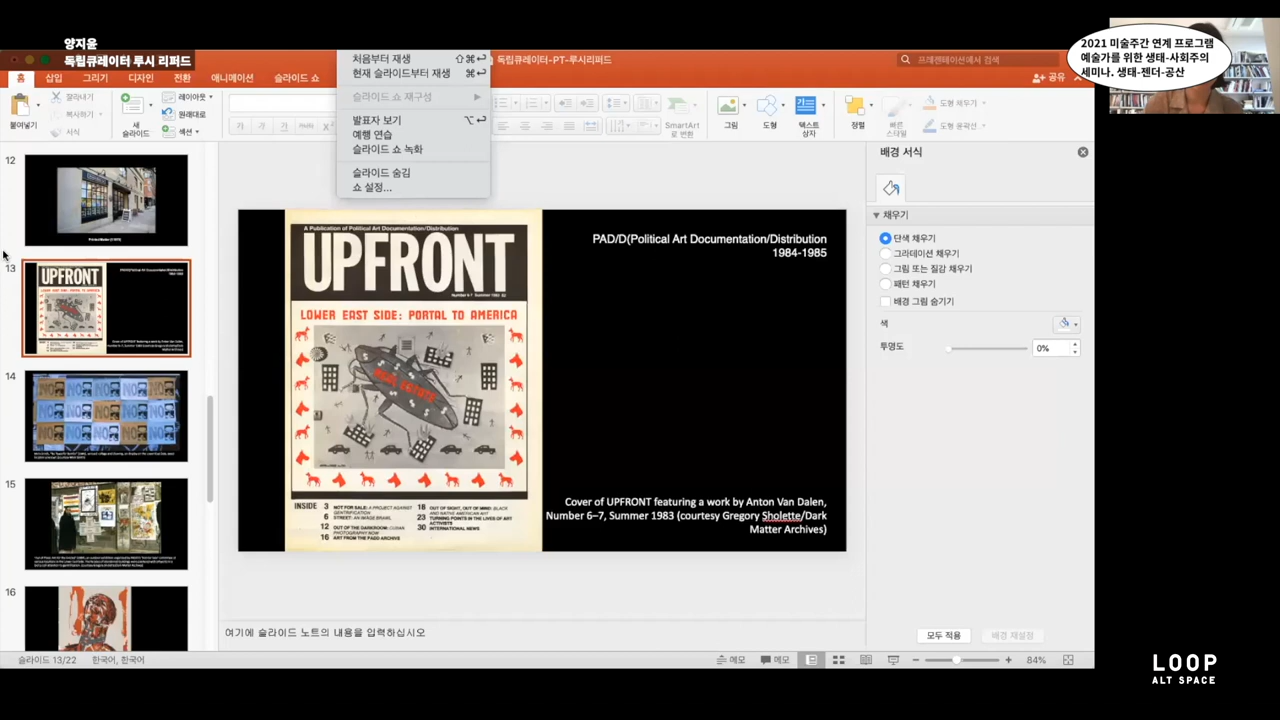 양지윤
독립큐레이터 루시 리퍼드
2021 미술주간 연계 프로그램
예술가를 위한 생태-사회주의
세미나. 생태-젠더-공산
독립큐레이터-PT-루시리퍼드
프레젠테이션에서 검색
홈 삽입 그리기 디자인 전환 애니메이션 슬라이드 쇼
공유
처음부터 재생 ⇧⌘↩
현재 슬라이드부터 재생 ⌘↩
슬라이드 쇼 재구성
발표자 보기 ⌥↩
예행 연습
슬라이드 쇼 녹화
슬라이드 숨김
쇼 설정...
붙여넣기
잘라내기
복사하기
서식
새
슬라이드
레이아웃
원래대로
섹션
가 가 가 가나다 X²
SmartArt
로 변환
그림
도형
텍스트
상자
정렬
빠른
스타일
도형 채우기
도형 윤곽선
12
13
14
15
16
A Publication of Political Art Documentation/Distribution
UPFRONT
Number 6-7 Summer 1983 $2
LOWER EAST SIDE: PORTAL TO AMERICA
REAL ESTATE
INSIDE 3 NOT FOR SALE: A PROJECT AGAINST
GENTRIFICATION
6 STREET: AN IMAGE BRAWL
12 OUT OF THE DARKROOM: CUBAN
PHOTOGRAPHY NOW
16 ART FROM THE PADD ARCHIVE
18 OUT OF SIGHT, OUT OF MIND: BLACK
AND NATIVE AMERICAN ART
23 TURNING POINTS IN THE LIVES OF ART
ACTIVISTS
30 INTERNATIONAL NEWS
PAD/D(Political Art Documentation/Distribution
1984-1985
Cover of UPFRONT featuring a work by Anton Van Dalen,
Number 6–7, Summer 1983 (courtesy Gregory Sholette/Dark
Matter Archives)
배경 서식
채우기
단색 채우기
그라데이션 채우기
그림 또는 질감 채우기
패턴 채우기
배경 그림 숨기기
색
투명도
0%
모두 적용
배경 재설정
여기에 슬라이드 노트의 내용을 입력하십시오
슬라이드 13/22 한국어, 한국어
메모
메모
84%
LOOP
ALT SPACE